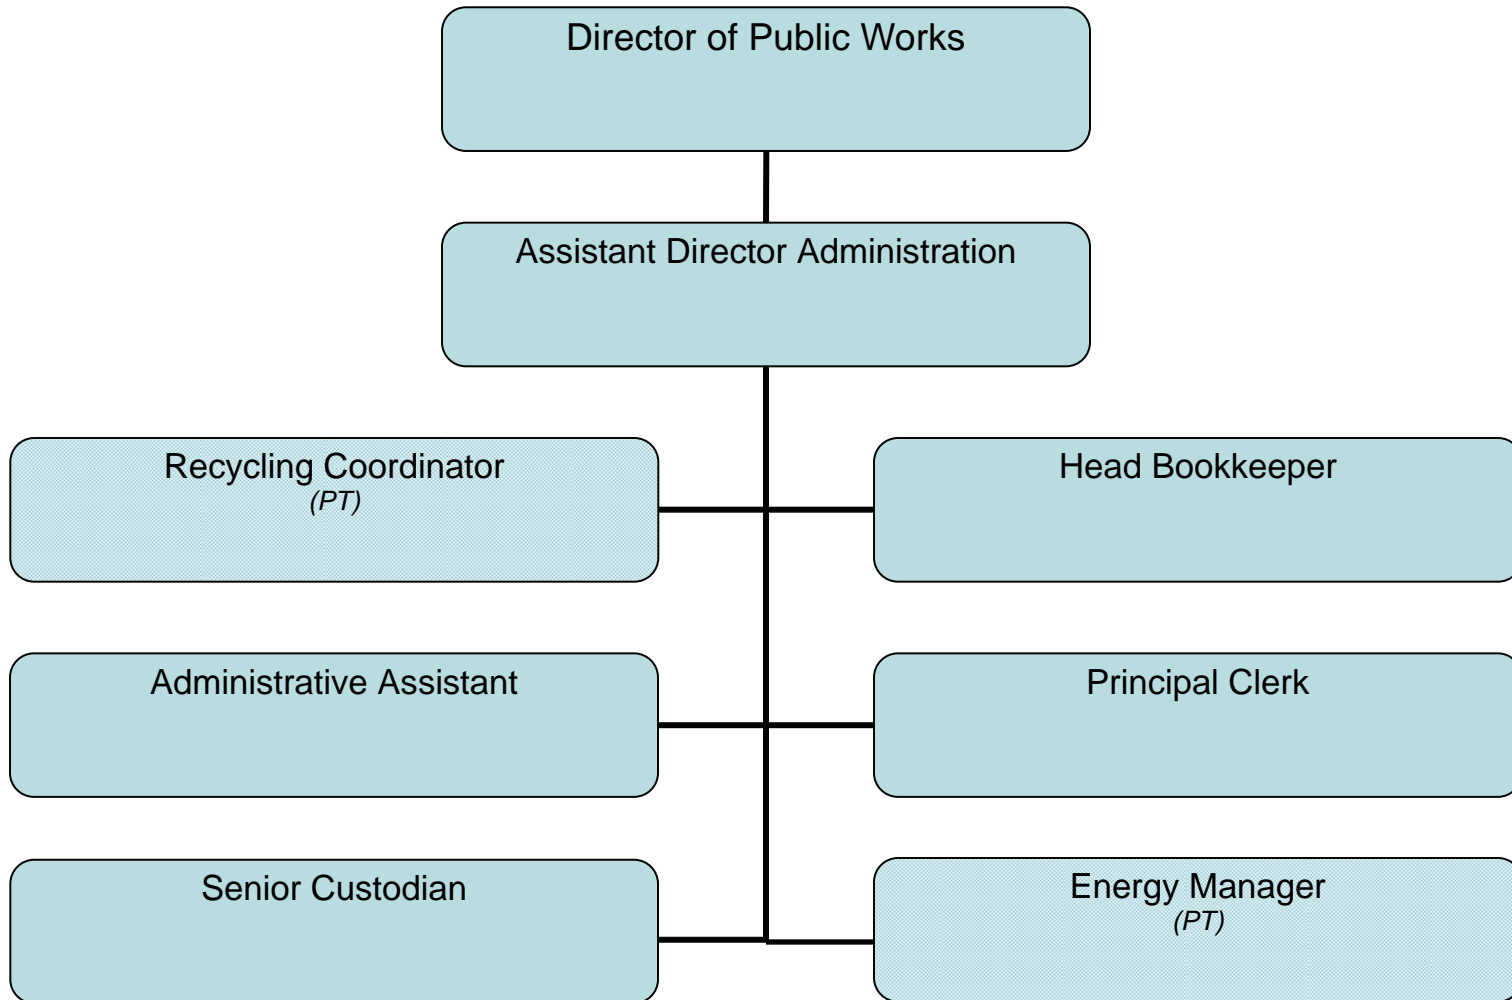 Director of Public Works
Assistant Director Administration
Recycling Coordinator
(PT)
Head Bookkeeper
Administrative Assistant
Principal Clerk
Senior Custodian
Energy Manager
(PT)